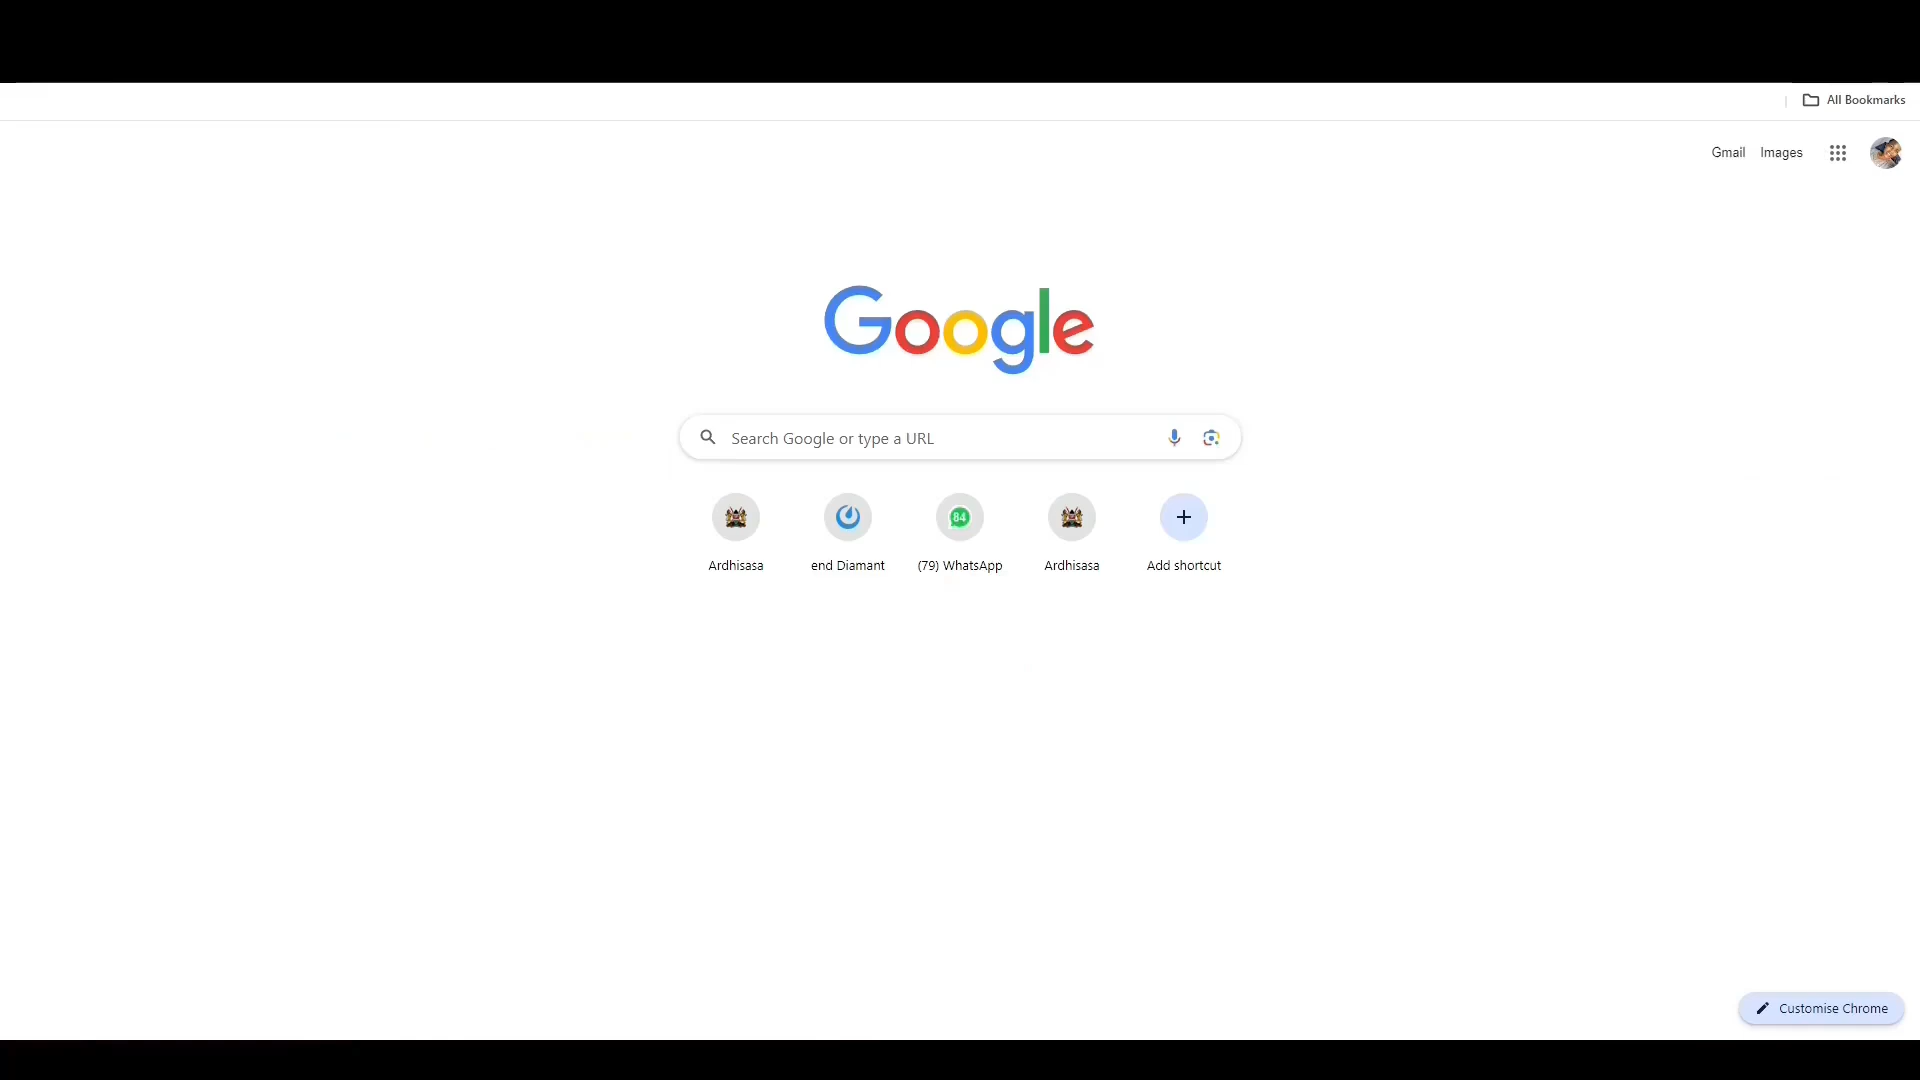 All Bookmarks
Gmail Images
Google
Search Google or type a URL
84
Ardhisasa end Diamant (79) WhatsApp Ardhisasa Add shortcut
Customise Chrome